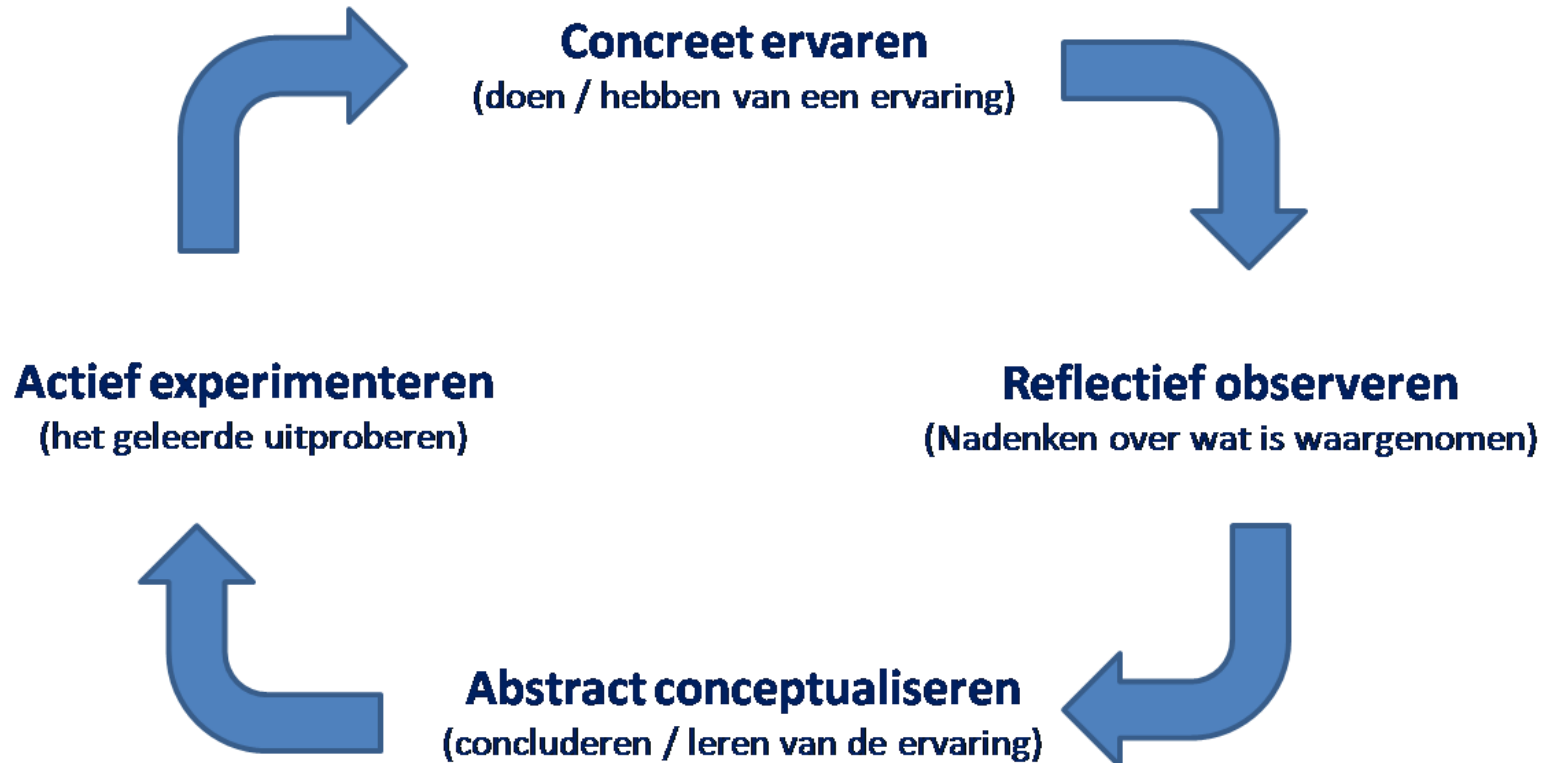 Concreet ervaren
(doen / hebben van een ervaring)
Actief experimenteren
(het geleerde uitproberen)
Reflectief observeren
(Nadenken over wat is waargenomen)
Abstract conceptualiseren
(concluderen / leren van de ervaring)